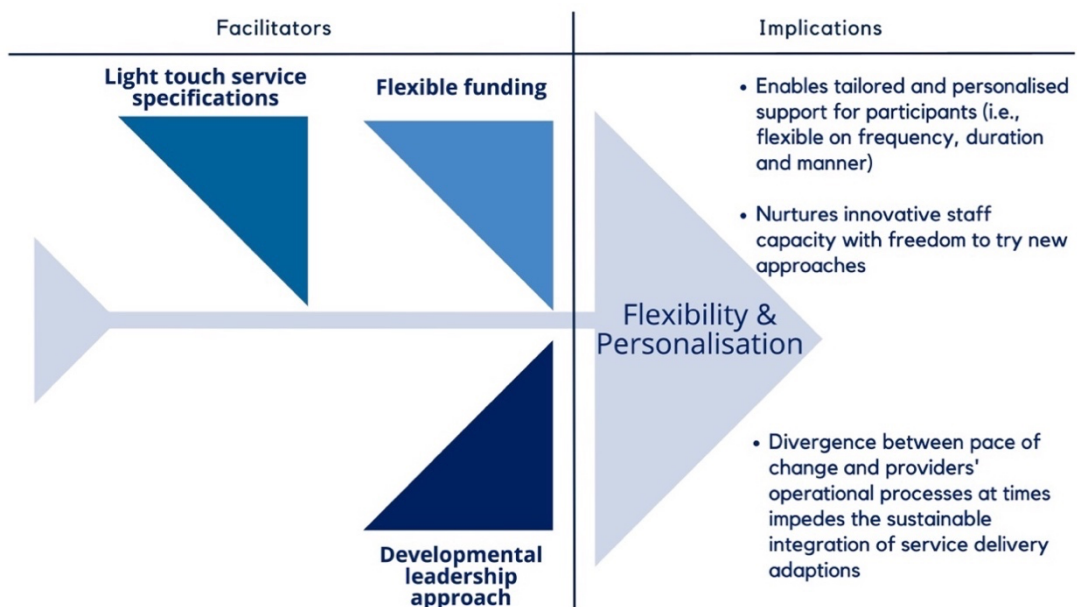 Facilitators
Implications
Light touch service
specifications
Flexible funding
• Enables tailored and personalised
support for participants (i.e.,
flexible on frequency, duration
and manner)
• Nurtures innovative staff
capacity with freedom to try new
approaches
Flexibility &
Personalisation
• Divergence between pace of
change and providers'
operational processes at times
impedes the sustainable
integration of service delivery
adaptions
Developmental
leadership
approach